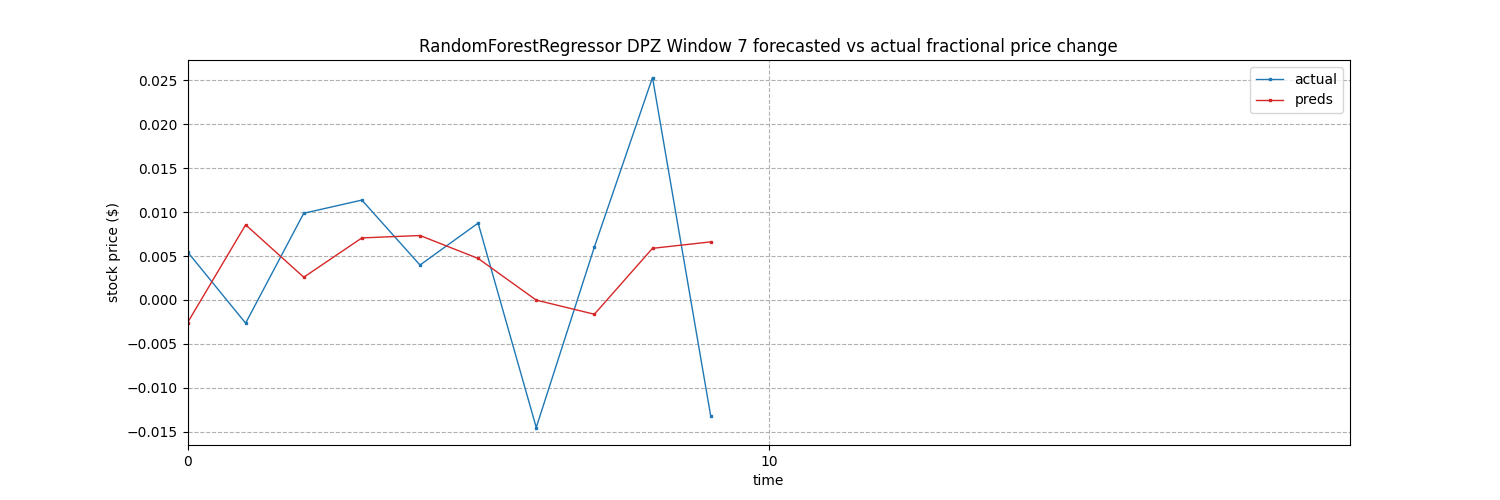 RandomForestRegressor DPZ Window 7 forecasted vs actual fractional price change
actual
preds
0.025
0.020
0.015
0.010
0.005
0.000
−0.005
−0.010
−0.015
stock price ($)
0
10
time